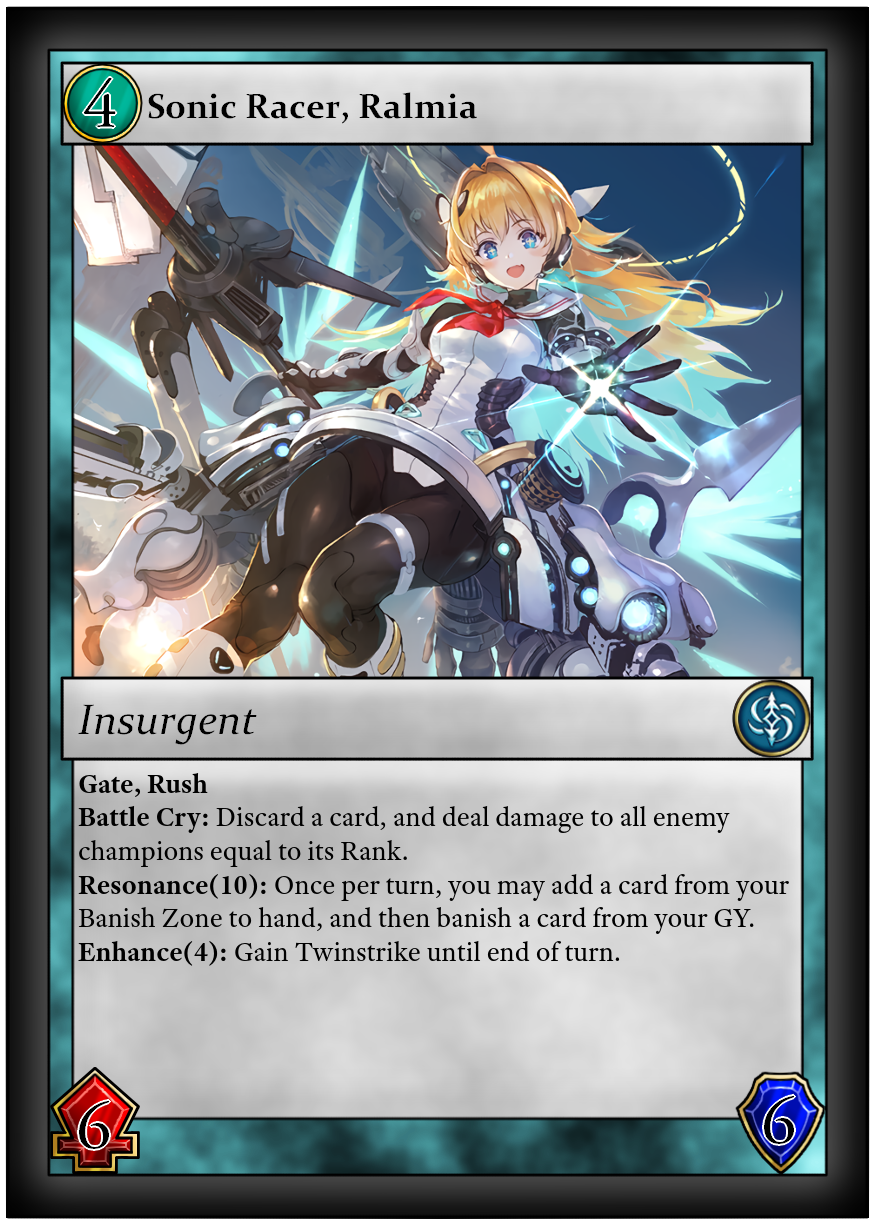 4
Sonic Racer, Ralmia
Insurgent
Gate, Rush
Battle Cry: Discard a card, and deal damage to all enemy
champions equal to its Rank.
Resonance(10): Once per turn, you may add a card from your
Banish Zone to hand, and then banish a card from your GY.
Enhance(4): Gain Twinstrike until end of turn.
6
6